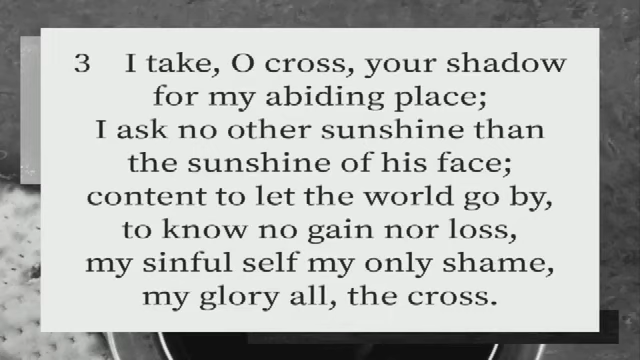 3 I take, O cross, your shadow
for my abiding place;
I ask no other sunshine than
the sunshine of his face;
content to let the world go by,
to know no gain nor loss,
my sinful self my only shame,
my glory all, the cross.